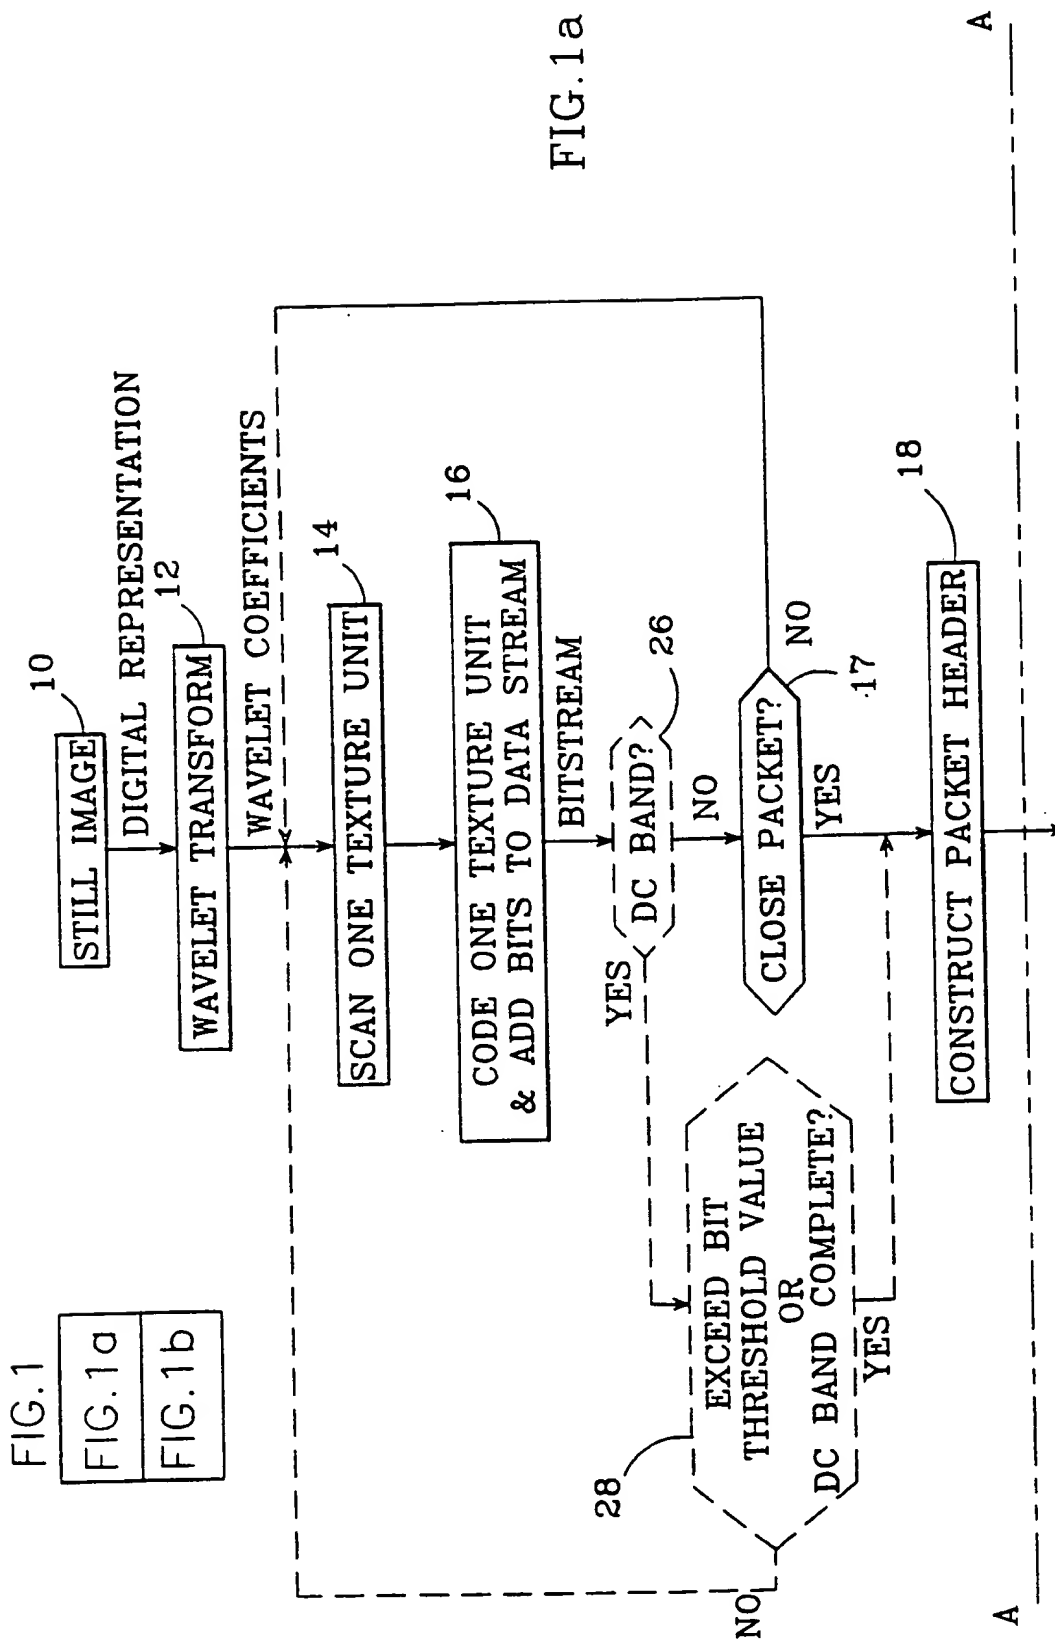 FIG.1
FIG.1a
FIG.1b
STILL IMAGE
10
DIGITAL REPRESENTATION
WAVELET TRANSFORM
12
WAVELET COEFFICIENTS
SCAN ONE TEXTURE UNIT
14
CODE ONE TEXTURE UNIT
& ADD BITS TO DATA STREAM
16
BITSTREAM
DC BAND?
26
YES
NO
28
EXCEED BIT
THRESHOLD VALUE
OR
DC BAND COMPLETE?
NO
YES
CLOSE PACKET?
17
NO
YES
CONSTRUCT PACKET HEADER
18
A
A
FIG.1a